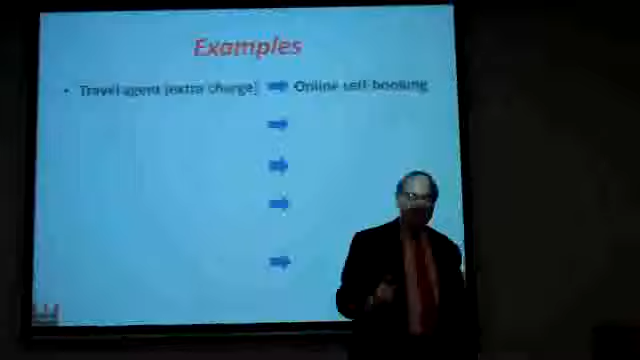 Examples
• Travel agent (extra charge) ➡ Online self-booking